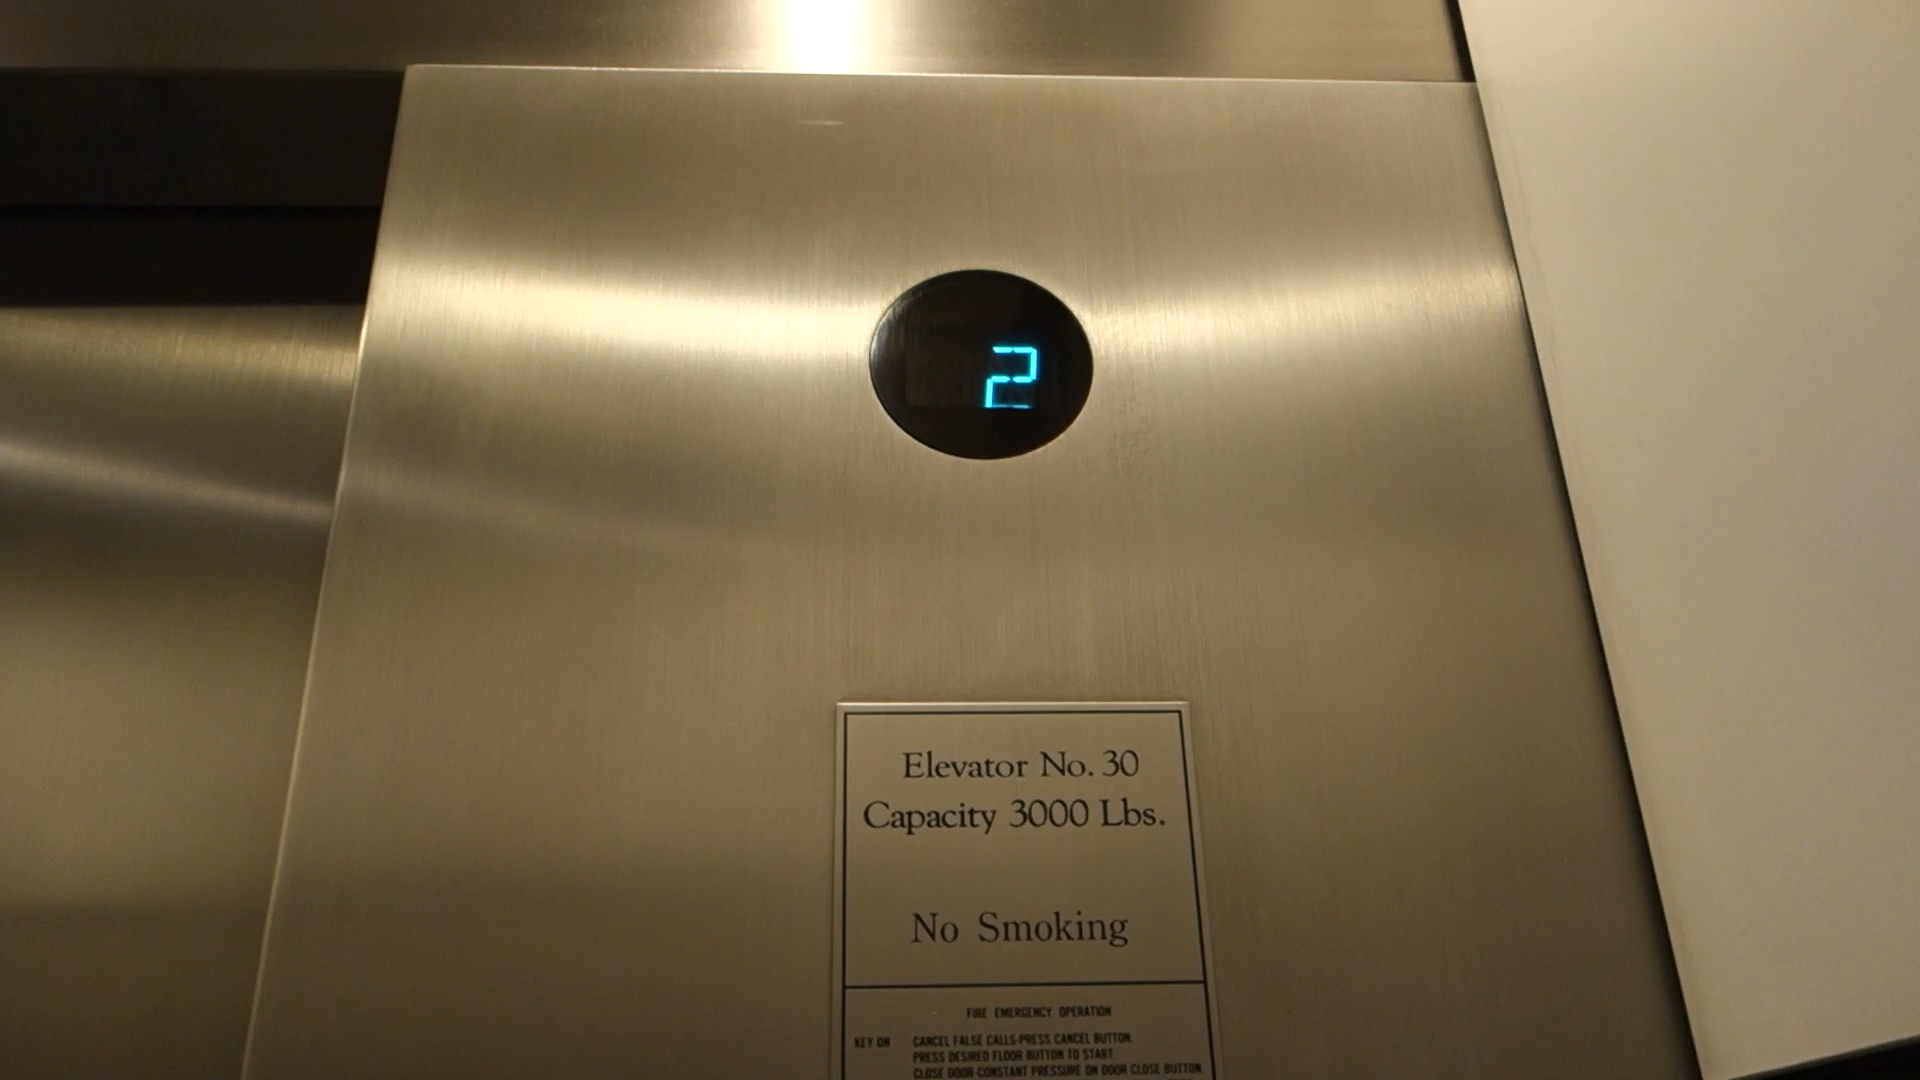 2
Elevator No. 30
Capacity 3000 Lbs.
No Smoking
FIRE EMERGENCY OPERATION
KEY ON CANCEL FALSE CALLS-PRESS CANCEL BUTTON.
PRESS DESIRED FLOOR BUTTON TO START.
CLOSE DOOR-CONSTANT PRESSURE ON DOOR CLOSE BUTTON.